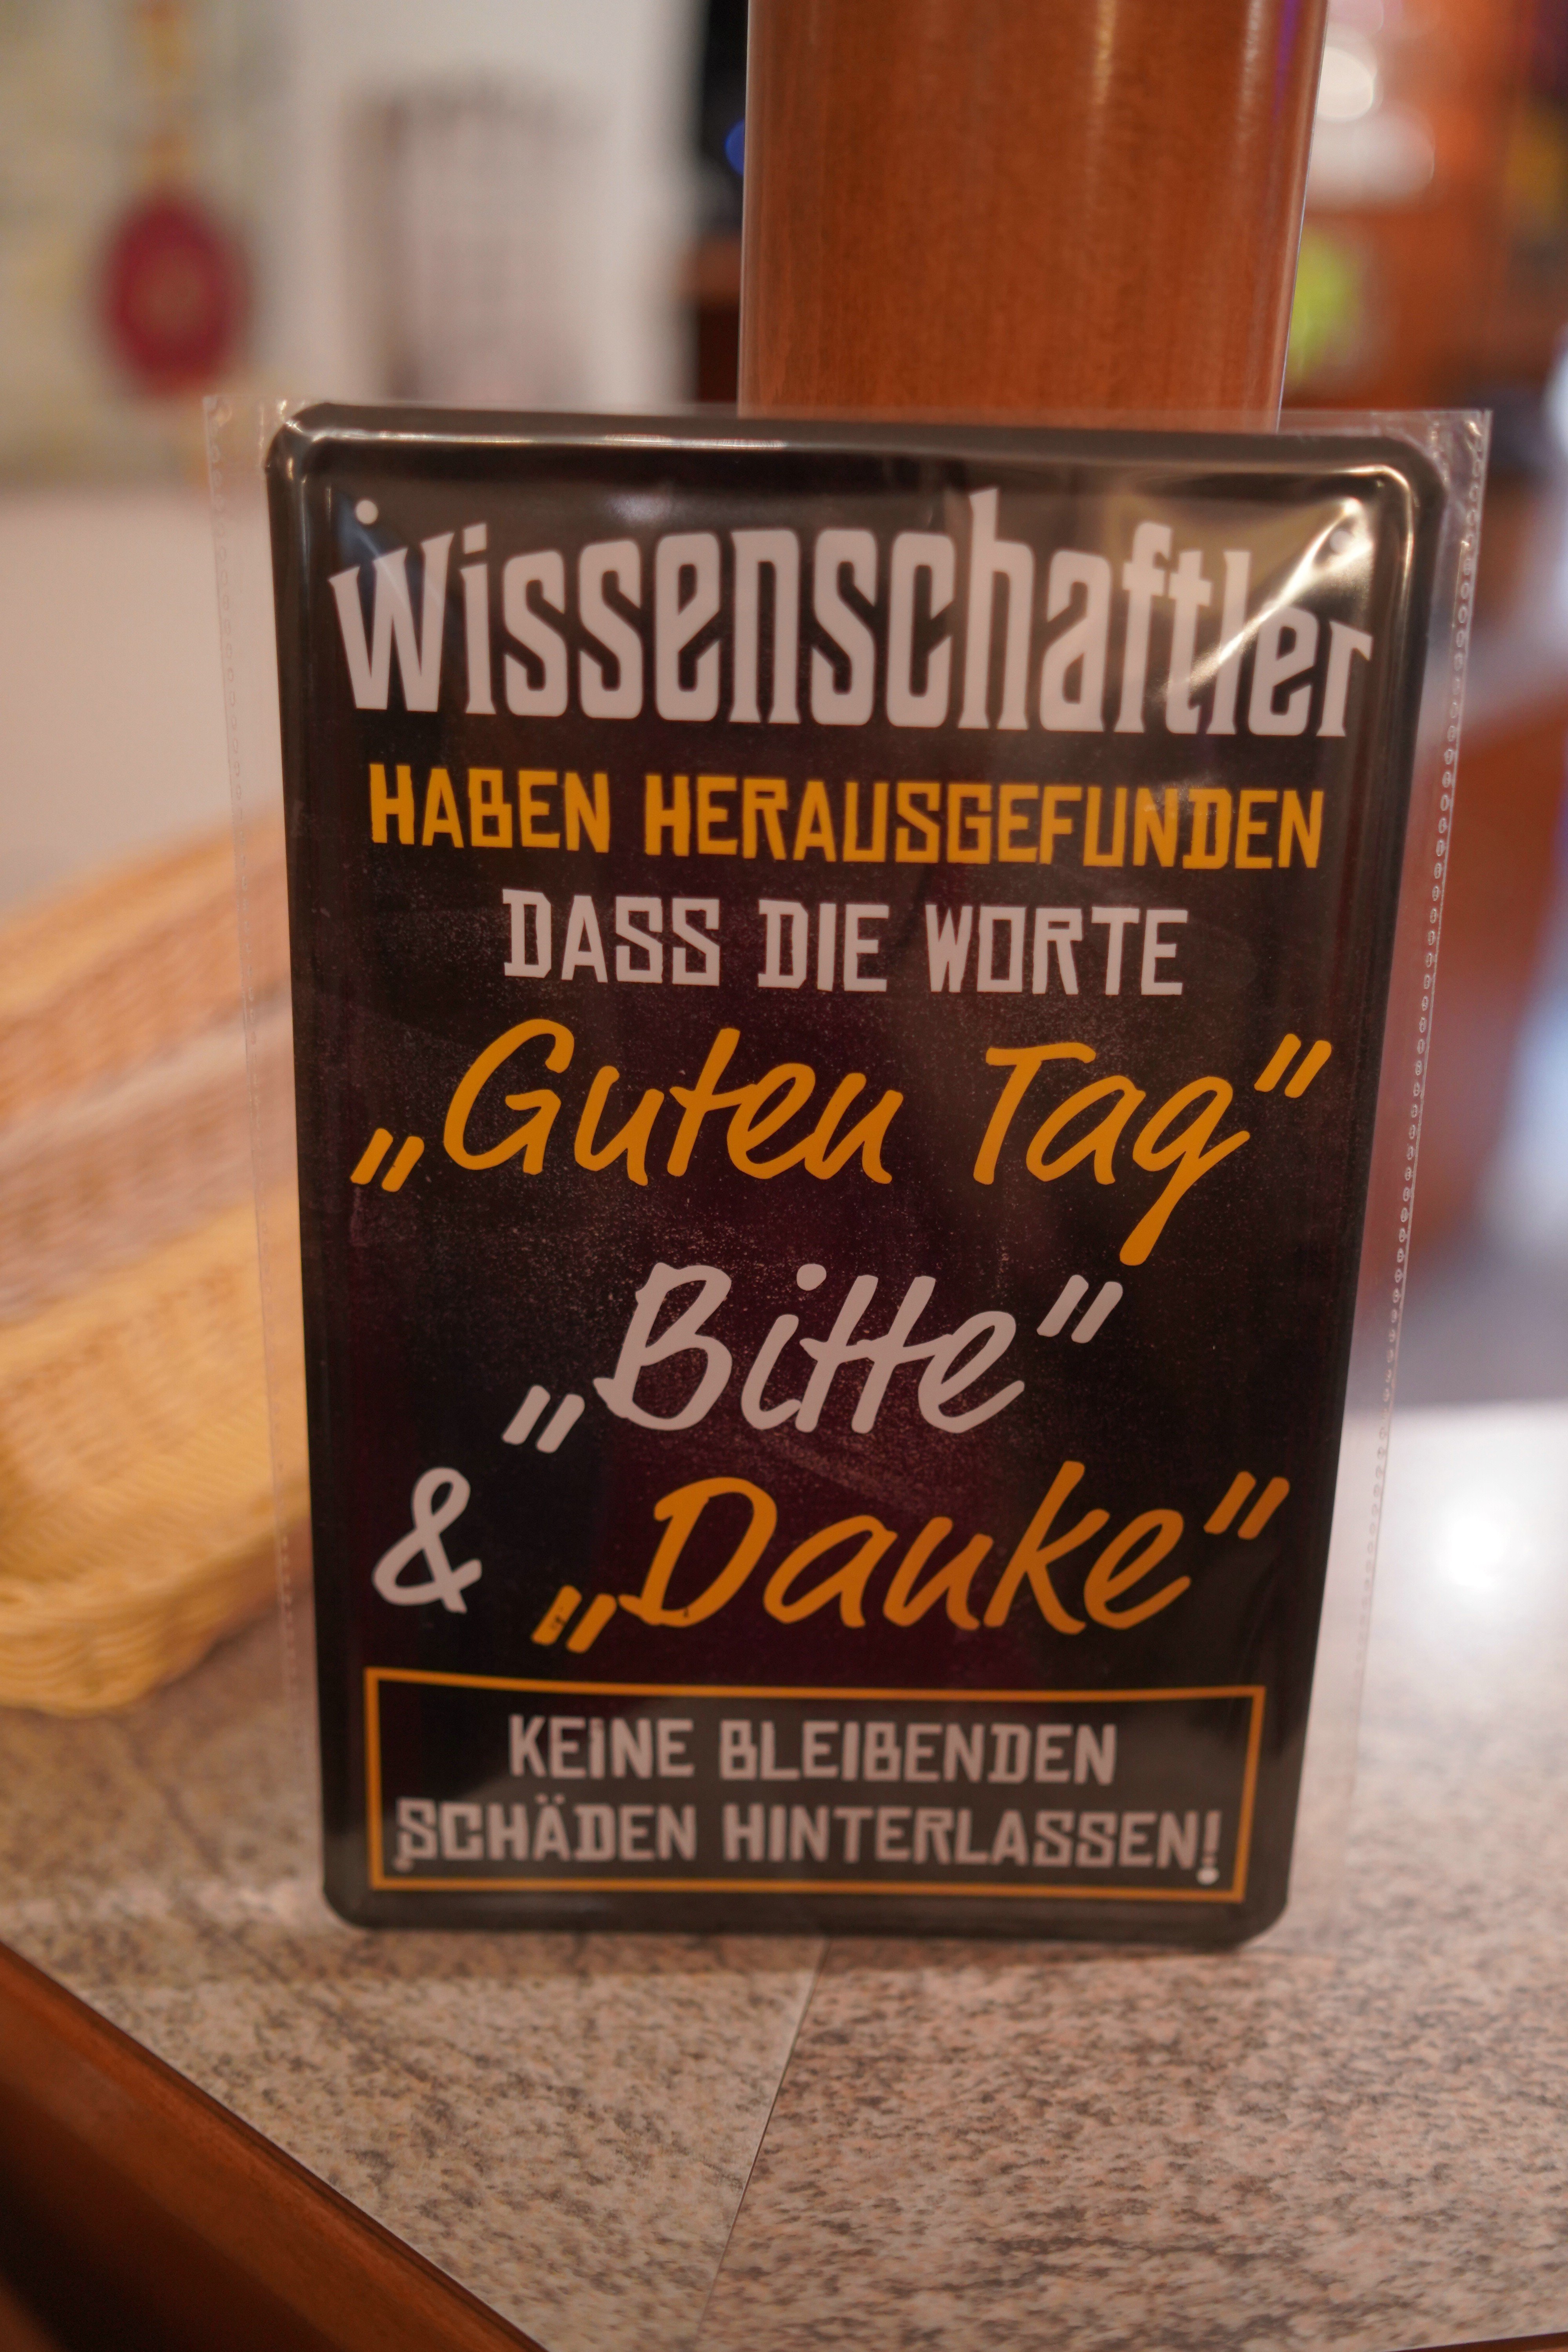 Wissenschaftler
HABEN HERAUSGEFUNDEN
DASS DIE WORTE
„Guten Tag"
„Bitte"
& „Danke"
KEINE BLEIBENDEN
SCHÄDEN HINTERLASSEN!